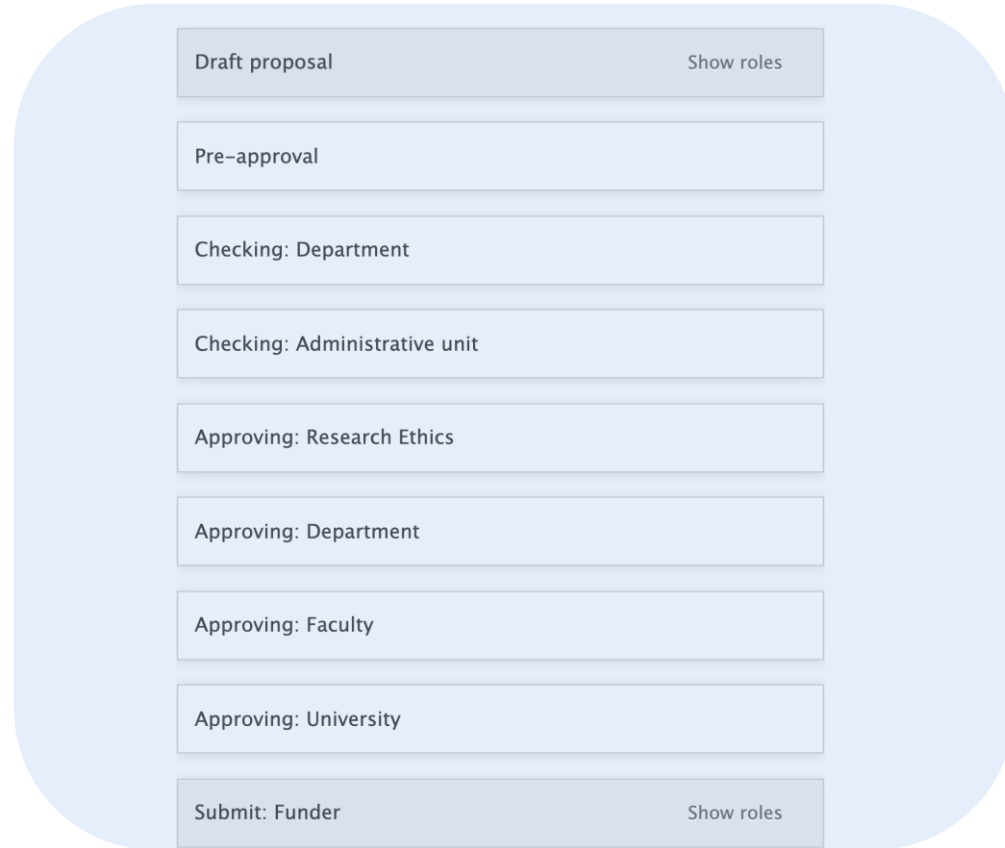 Draft proposal Show roles
Pre-approval
Checking: Department
Checking: Administrative unit
Approving: Research Ethics
Approving: Department
Approving: Faculty
Approving: University
Submit: Funder Show roles